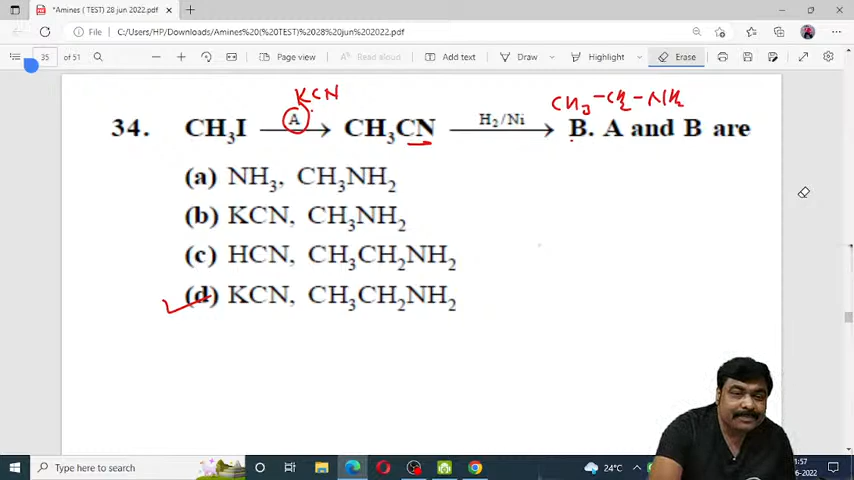 *Amines ( TEST) 28 jun 2022.pdf
File
C:/Users/HP/Downloads/Amines%20(%20TEST)%2028%20jun%202022.pdf
35 of 51
Page view
Read aloud
Add text
Draw
Highlight
Erase
KCN
CH3-CH2-NH2
34. CH3I A CH3CN H2/Ni B. A and B are
(a) NH3, CH3NH2
(b) KCN, CH3NH2
(c) HCN, CH3CH2NH2
(d) KCN, CH3CH2NH2
Type here to search
24°C